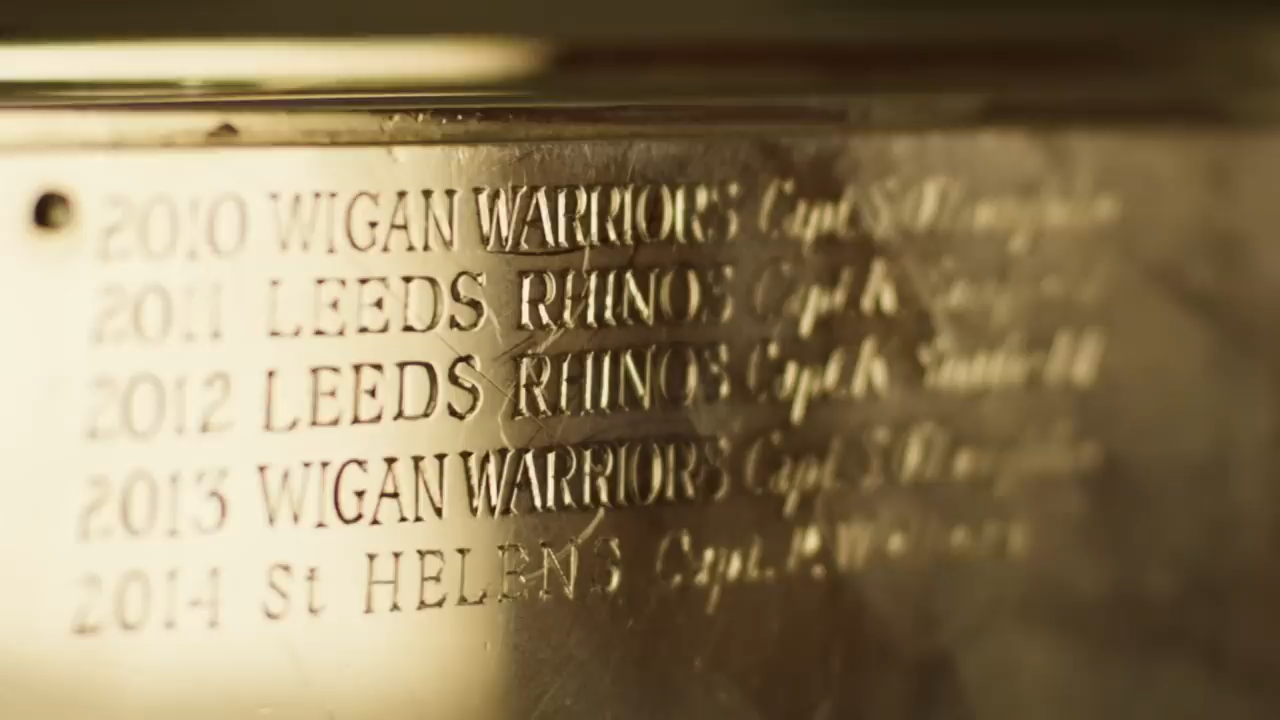 2010 WIGAN WARRIORS Capt S
2011 LEEDS RHINOS Capt K
2012 LEEDS RHINOS Capt K
2013 WIGAN WARRIORS Capt S
2014 St HELENS Capt. P.